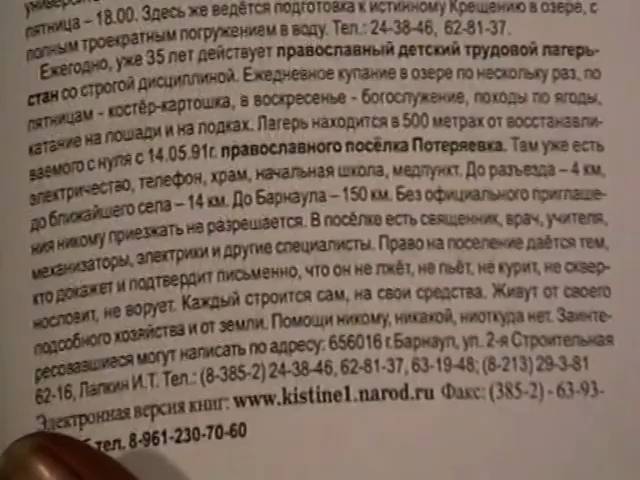 универс
пятница – 18.00. Здесь же ведётся подготовка к истинному Крещению в озере, с
полным троекратным погружением в воду. Тел.: 24-38-46, 62-81-37.
Ежегодно, уже 35 лет действует православный детский трудовой лагерь-
стан со строгой дисциплиной. Ежедневное купание в озере по нескольку раз, по
пятницам – костёр-картошка, в воскресенье - богослужение, походы по ягоды,
катание на лошади и на лодках. Лагерь находится в 500 метрах от восстанавли-
ваемого с нуля с 14.05.91г. православного посёлка Потеряевка. Там уже есть
электричество, телефон, храм, начальная школа, медпункт. До разъезда – 4 км,
до ближайшего села – 14 км. До Барнаула – 150 км. Без официального приглаше-
ния никому приезжать не разрешается. В посёлке есть священник, врач, учителя,
механизаторы, электрики и другие специалисты. Право на поселение даётся тем,
кто докажет и подтвердит письменно, что он не лжёт, не пьёт, не курит, не сквер-
нословит, не ворует. Каждый строится сам, на свои средства. Живут от своего
подсобного хозяйства и от земли. Помощи никому, никакой, ниоткуда нет. Заинте-
ресовавшиеся могут написать по адресу: 656016 г.Барнаул, ул. 2-я Строительная
62-16, Лапкин И.Т. Тел.: (8-385-2) 24-38-46, 62-81-37, 63-19-48; (8-213) 29-3-81
Электронная версия книг: www.kistine1.narod.ru Факс: (385-2) - 63-93-
тел. 8-961-230-70-60